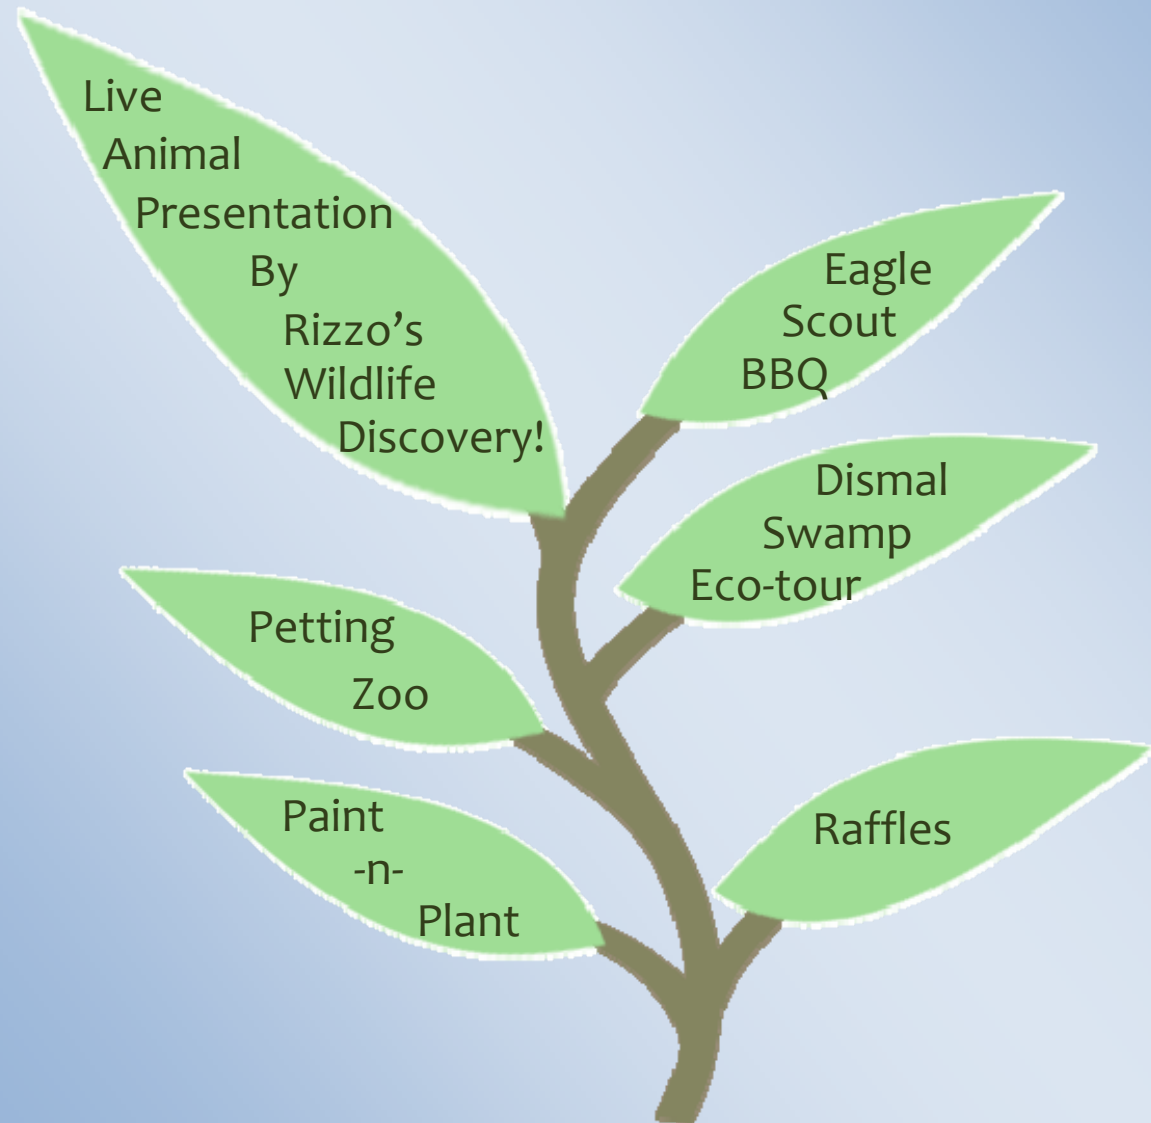 Live
Animal
Presentation
By
Rizzo’s
Wildlife
Discovery!
Eagle
Scout
BBQ
Dismal
Swamp
Eco-tour
Petting
Zoo
Paint
-n-
Plant
Raffles